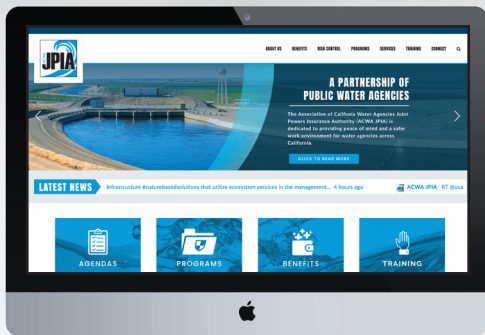 JPIA
ABOUT US BENEFITS RISK CONTROL PROGRAMS SERVICES TRAINING CONNECT
A PARTNERSHIP OF
PUBLIC WATER AGENCIES
The Association of California Water Agencies Joint
Powers Insurance Authority (ACWA JPIA) is
dedicated to providing peace of mind and a safer
work environment for water agencies across
California.
CLICK TO READ MORE
LATEST NEWS Infrastructure #naturebasedsolutions that utilize ecosystem services in the management... 4 hours ago ACWA JPIA RT @uca
AGENDAS PROGRAMS BENEFITS TRAINING